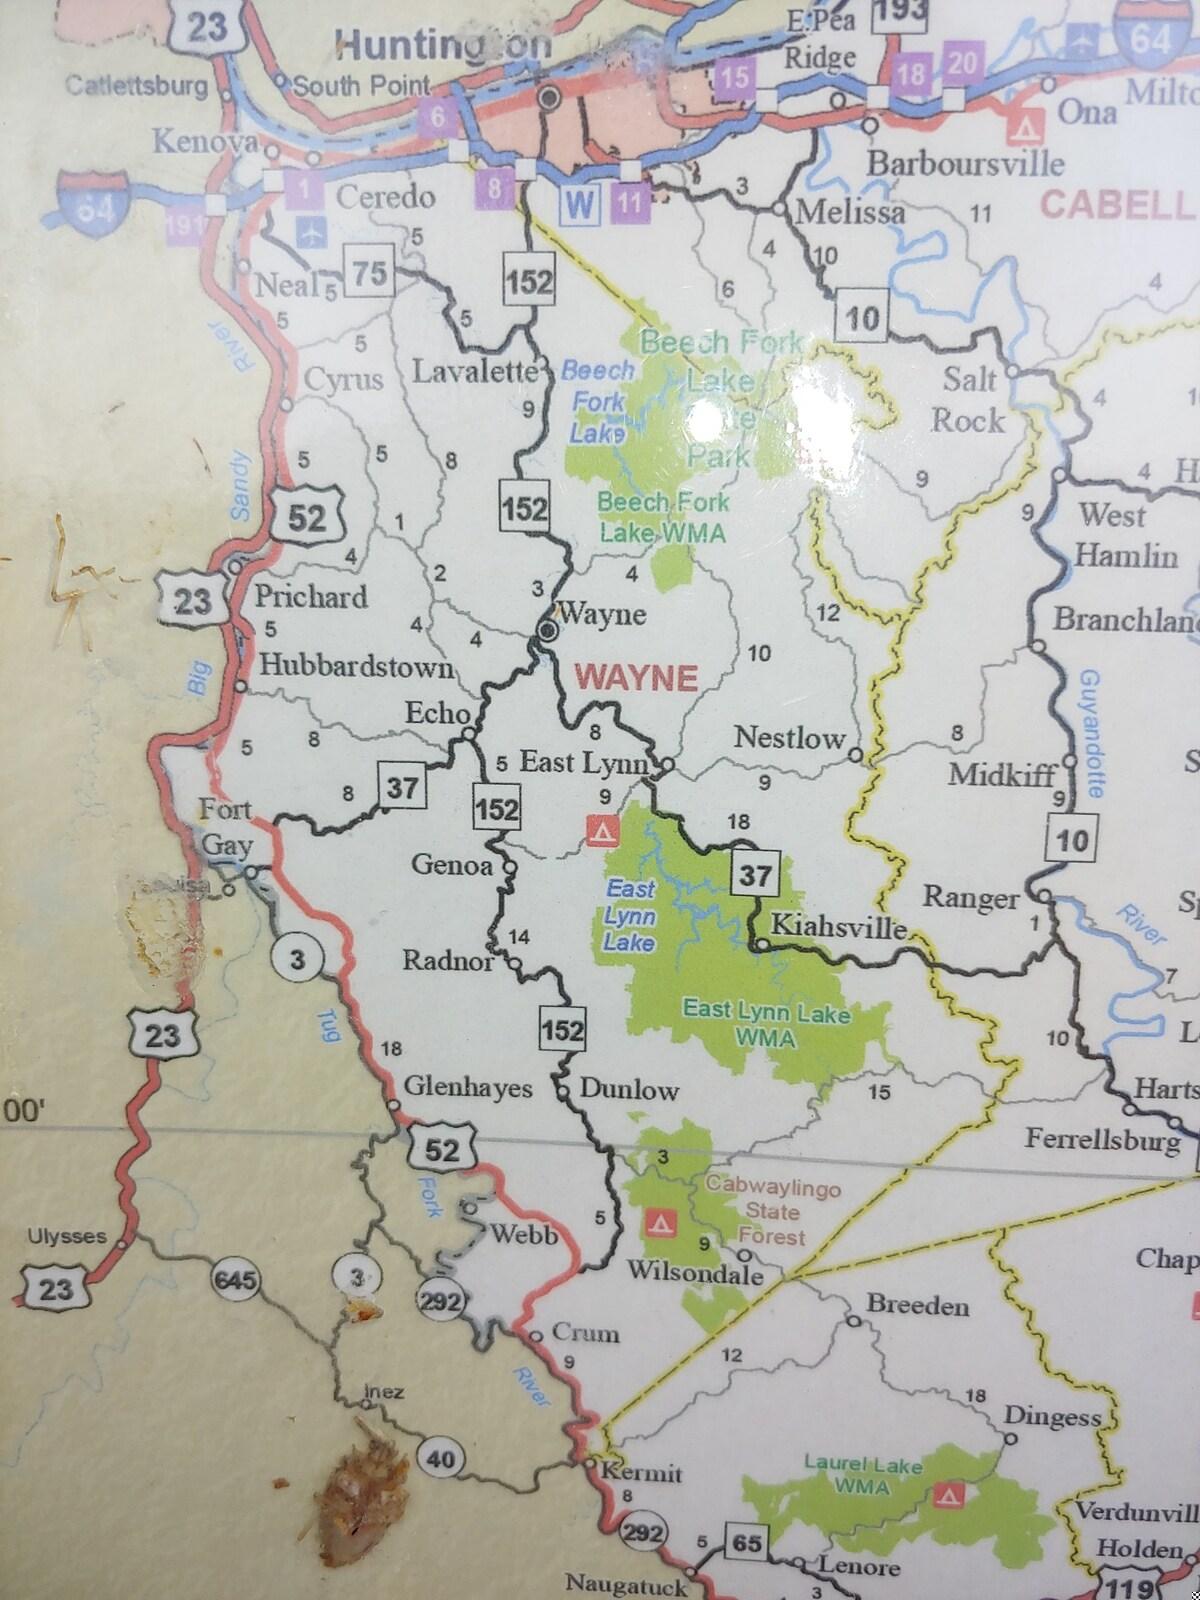 23
Huntington
E.Pea
Ridge
193
64
Catlettsburg
South Point
15
18
20
Ona
6
Kenova
Barboursville
64
1
Ceredo
8
W
11
3
Melissa
11
CABELL
191
5
4
10
Neal
5
75
152
6
10
4
River
5
5
5
Beech Fork
Lake
Park
Cyrus
Lavalette
Beech
Fork
Lake
9
Salt
Rock
4
5
5
8
9
4
Sandy
52
1
152
Beech Fork
Lake WMA
9
West
Hamlin
23
4
Prichard
2
3
4
Wayne
12
5
4
4
10
Branchland
Hubbardstown
WAYNE
Big
Echo
8
Nestlow
8
Guyandotte
5
8
5
East Lynn
9
Midkiff
9
8
37
152
9
18
10
Fort
Gay
Genoa
37
East
Lynn
Lake
Ranger
Kiahsville
1
River
3
14
Radnor
7
23
Tug
152
East Lynn Lake
WMA
10
18
Glenhayes
Dunlow
15
00'
52
Ferrellsburg
3
Fork
Cabwaylingo
State
Forest
Ulysses
Webb
5
9
23
645
3
292
Wilsondale
Breeden
Crum
12
9
River
18
Inez
Dingess
40
Kermit
Laurel Lake
WMA
8
292
5
65
Lenore
Holden
Naugatuck
3
119